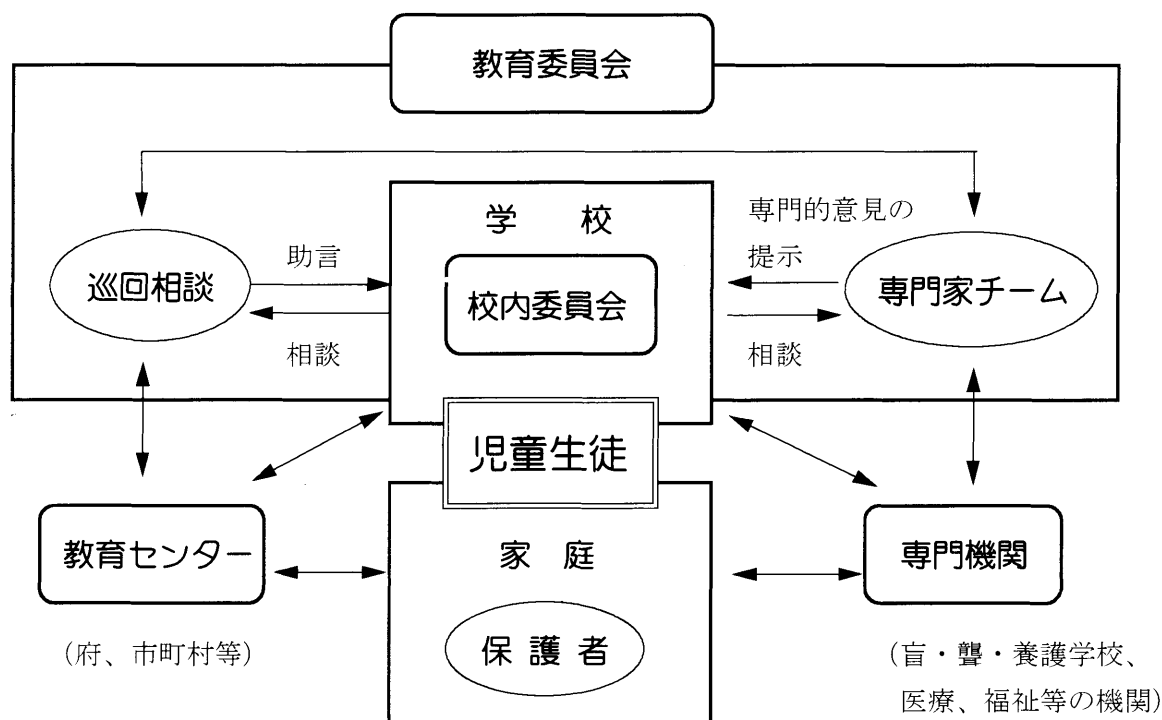 教育委員会
学校
専門的意見の
提示
助言
巡回相談
校内委員会
専門家チーム
相談
相談
児童生徒
教育センター
家庭
専門機関
保護者
（府、市町村等）
（盲・聾・養護学校、
医療、福祉等の機関）